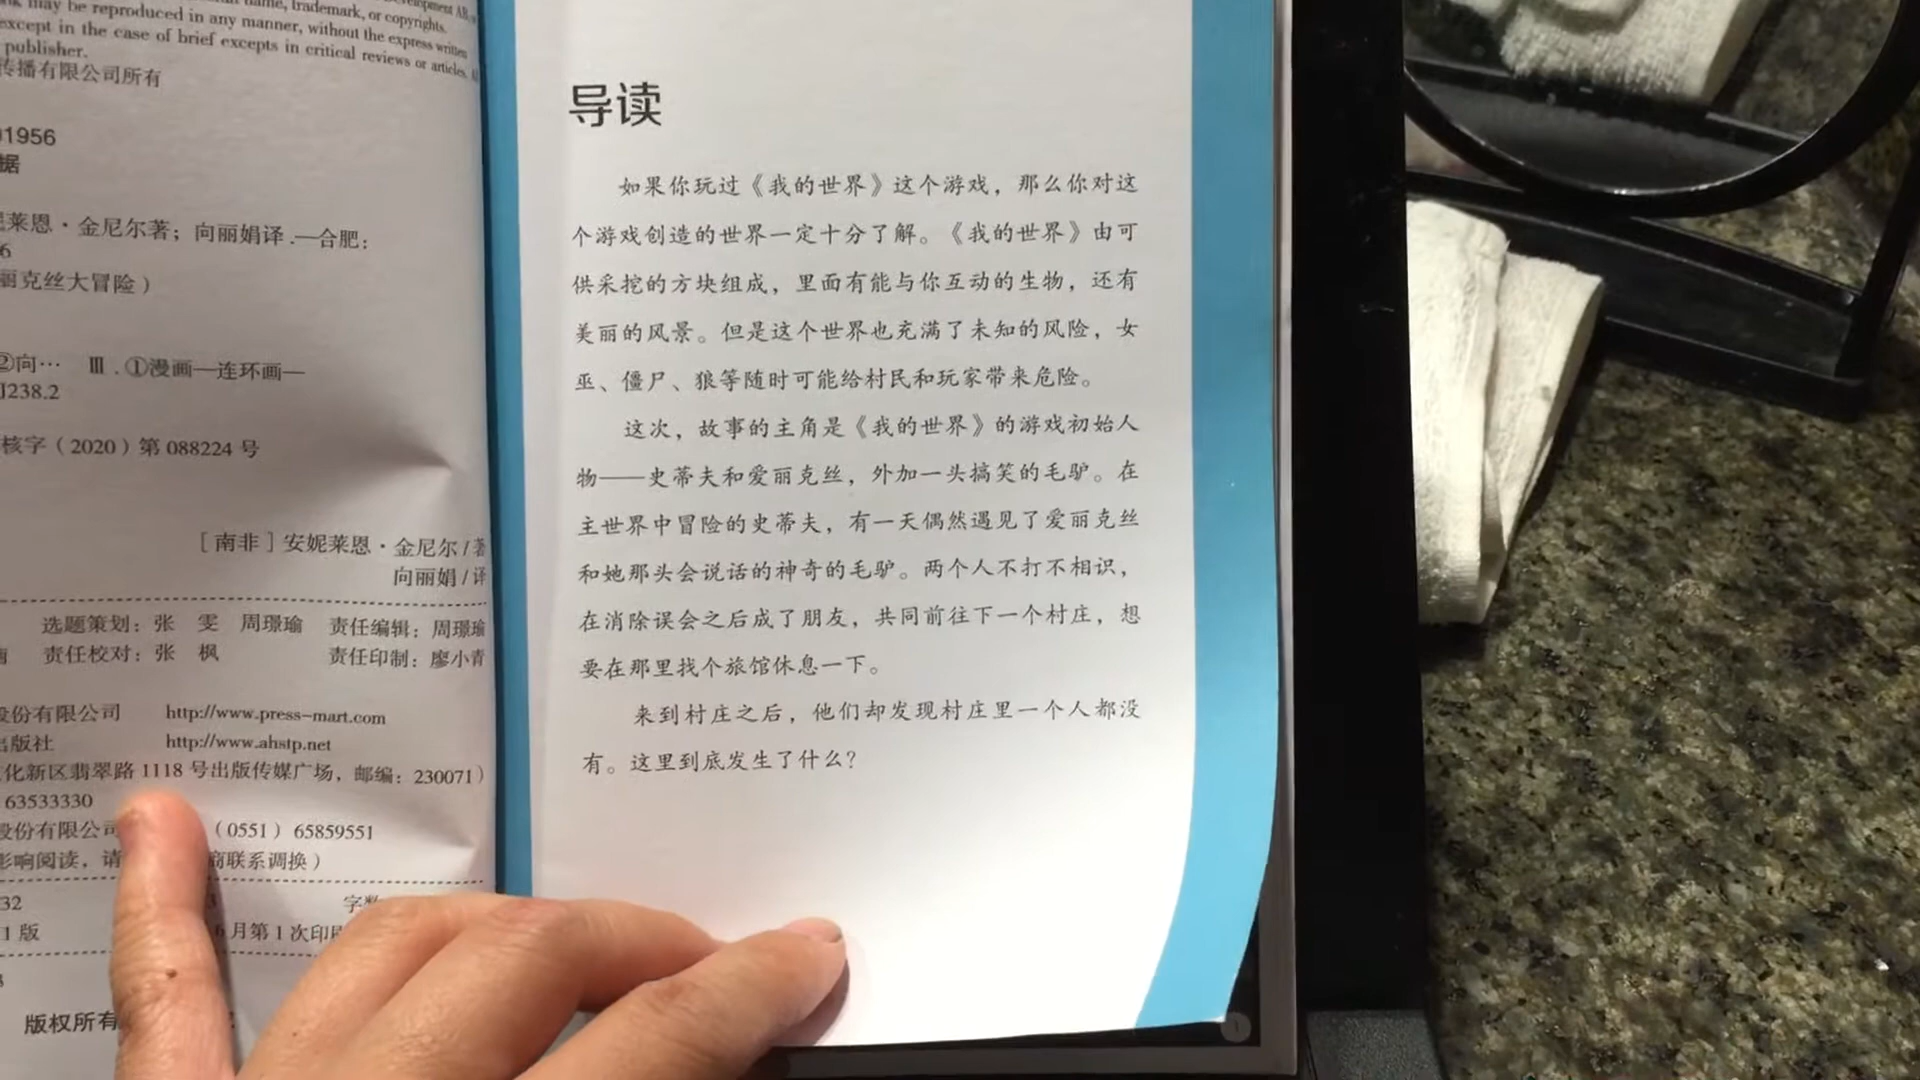 may be reproduced in any manner, without the express written
except in the case of brief excepts in critical reviews or articles.
publisher.
传播有限公司所有
01956
据
莱恩·金尼尔著；向丽娟译.—合肥：
6
丽克丝大冒险）
②向… Ⅲ.①漫画—连环画—
J238.2
核字（2020）第 088224 号
［南非］安妮莱恩·金尼尔/著
向丽娟/译
选题策划：张 雯 周璟瑜 责任编辑：周璟瑜
责任校对：张 枫 责任印制：廖小青
股份有限公司 http://www.press-mart.com
出版社 http://www.ahstp.net
化新区翡翠路 1118 号出版传媒广场，邮编：230071）
63533330
股份有限公司 （0551）65859551
影响阅读，请 商联系调换）
32 字数
1 版 6 月第 1 次印刷
版权所有
导读
如果你玩过《我的世界》这个游戏，那么你对这
个游戏创造的世界一定十分了解。《我的世界》由可
供采挖的方块组成，里面有能与你互动的生物，还有
美丽的风景。但是这个世界也充满了未知的风险，女
巫、僵尸、狼等随时可能给村民和玩家带来危险。
这次，故事的主角是《我的世界》的游戏初始人
物——史蒂夫和爱丽克丝，外加一头搞笑的毛驴。在
主世界中冒险的史蒂夫，有一天偶然遇见了爱丽克丝
和她那头会说话的神奇的毛驴。两个人不打不相识，
在消除误会之后成了朋友，共同前往下一个村庄，想
要在那里找个旅馆休息一下。
来到村庄之后，他们却发现村庄里一个人都没
有。这里到底发生了什么？
1